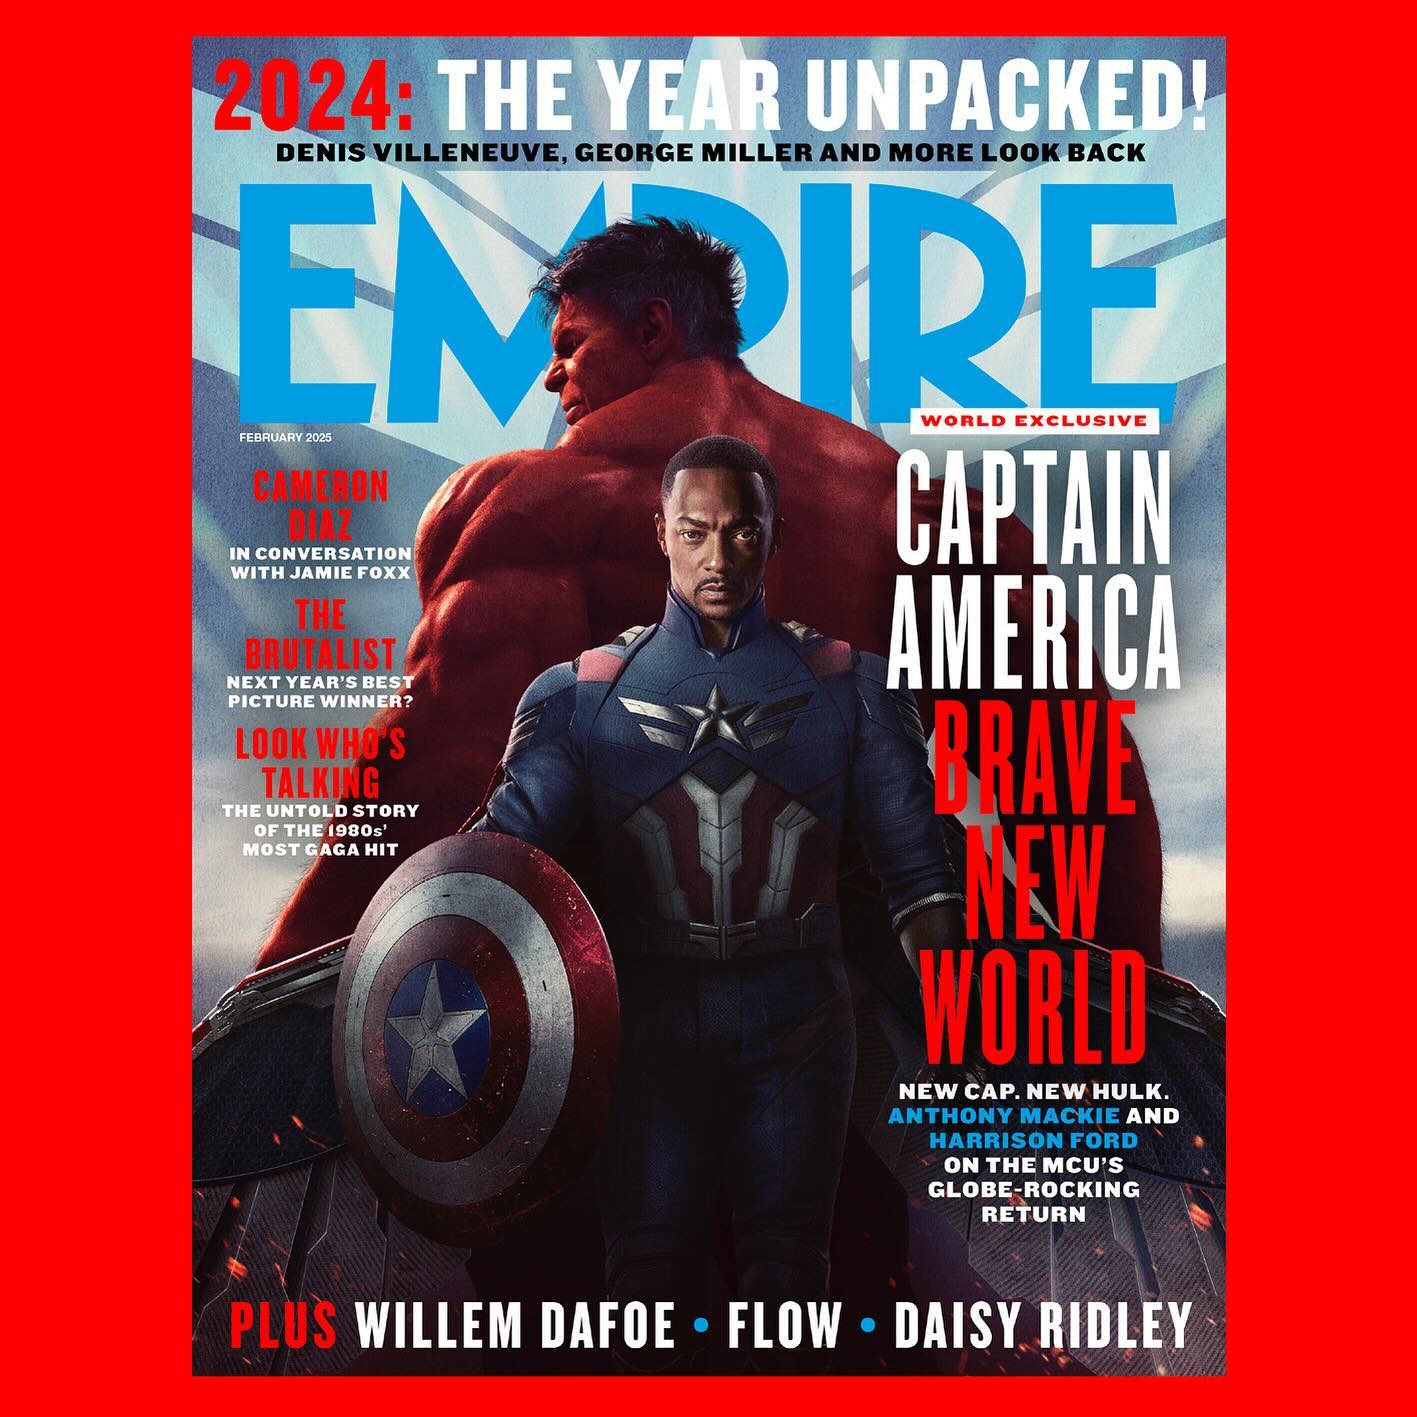 2024: THE YEAR UNPACKED!
DENIS VILLENEUVE, GEORGE MILLER AND MORE LOOK BACK
EMPIRE
FEBRUARY 2025
CAMERON
DIAZ
IN CONVERSATION
WITH JAMIE FOXX
THE
BRUTALIST
NEXT YEAR'S BEST
PICTURE WINNER?
LOOK WHO'S
TALKING
THE UNTOLD STORY
OF THE 1980s'
MOST GAGA HIT
WORLD EXCLUSIVE
CAPTAIN
AMERICA
BRAVE
NEW
WORLD
NEW CAP. NEW HULK.
ANTHONY MACKIE AND
HARRISON FORD
ON THE MCU'S
GLOBE-ROCKING
RETURN
PLUS WILLEM DAFOE • FLOW • DAISY RIDLEY